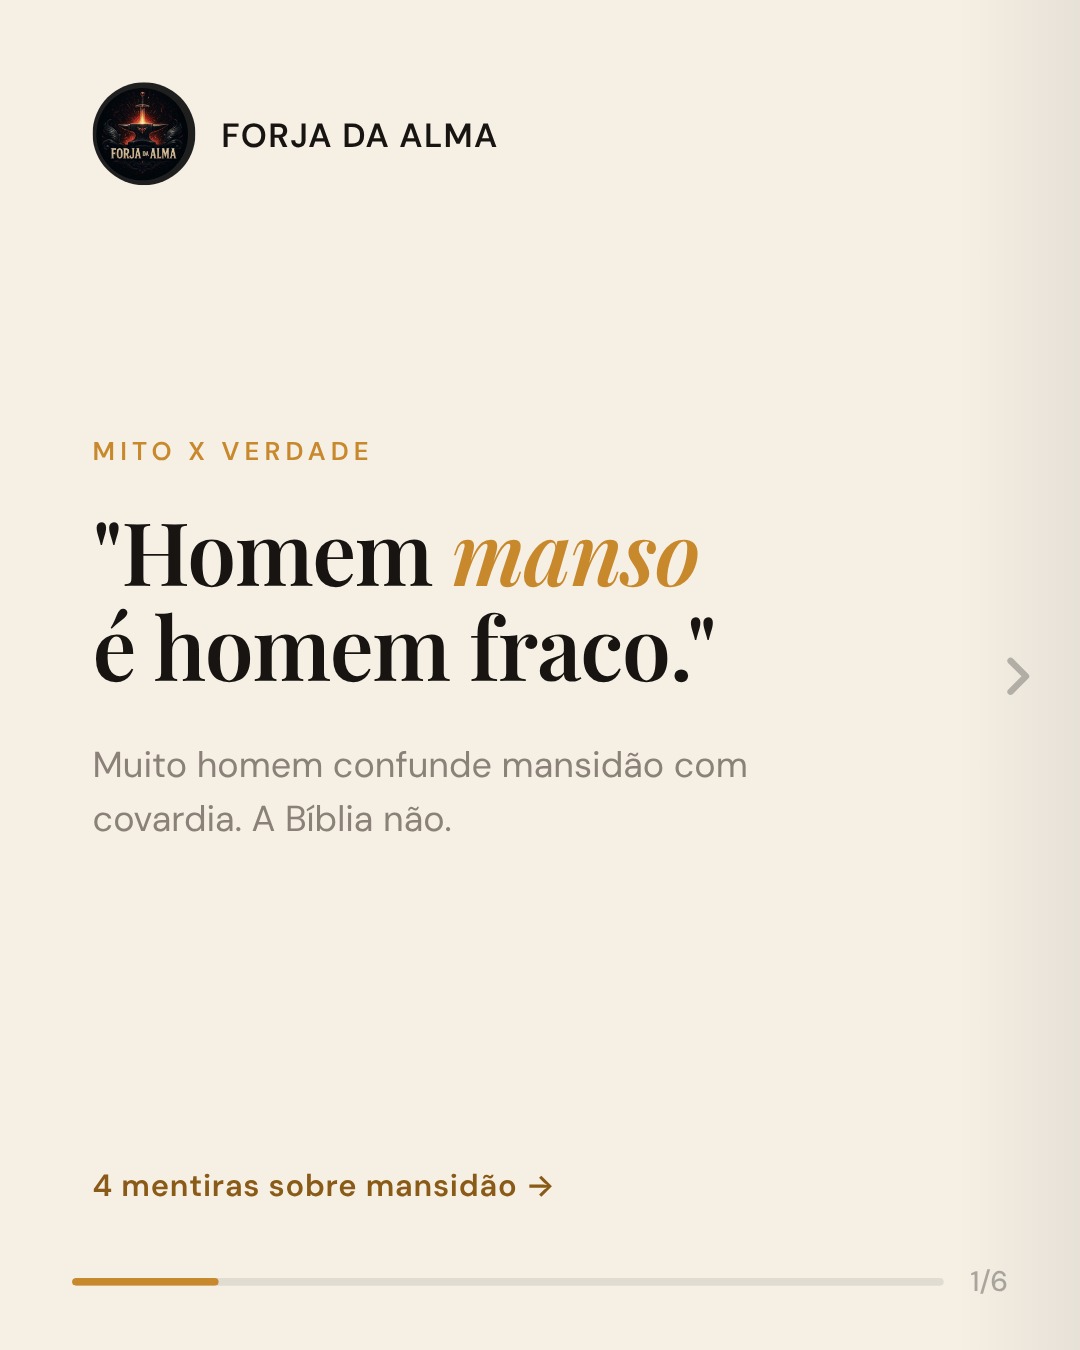 FORJA DA ALMA
FORJA DA ALMA
MITO X VERDADE
"Homem manso
é homem fraco."
Muito homem confunde mansidão com
covardia. A Bíblia não.
4 mentiras sobre mansidão →
1/6